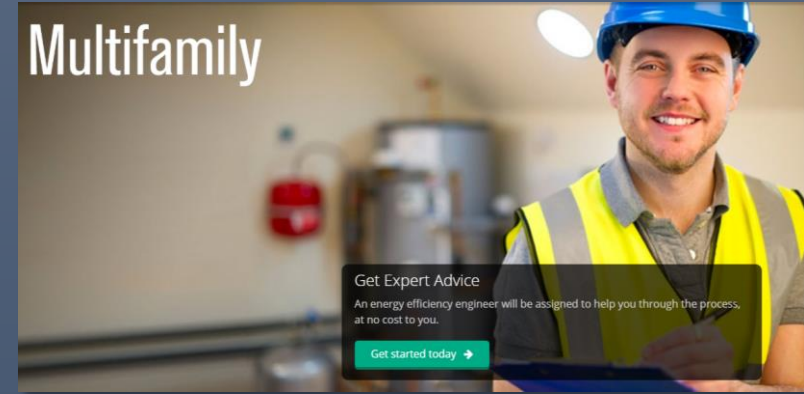 Multifamily
Get Expert Advice
An energy efficiency engineer will be assigned to help you through the process,
at no cost to you.
Get started today →